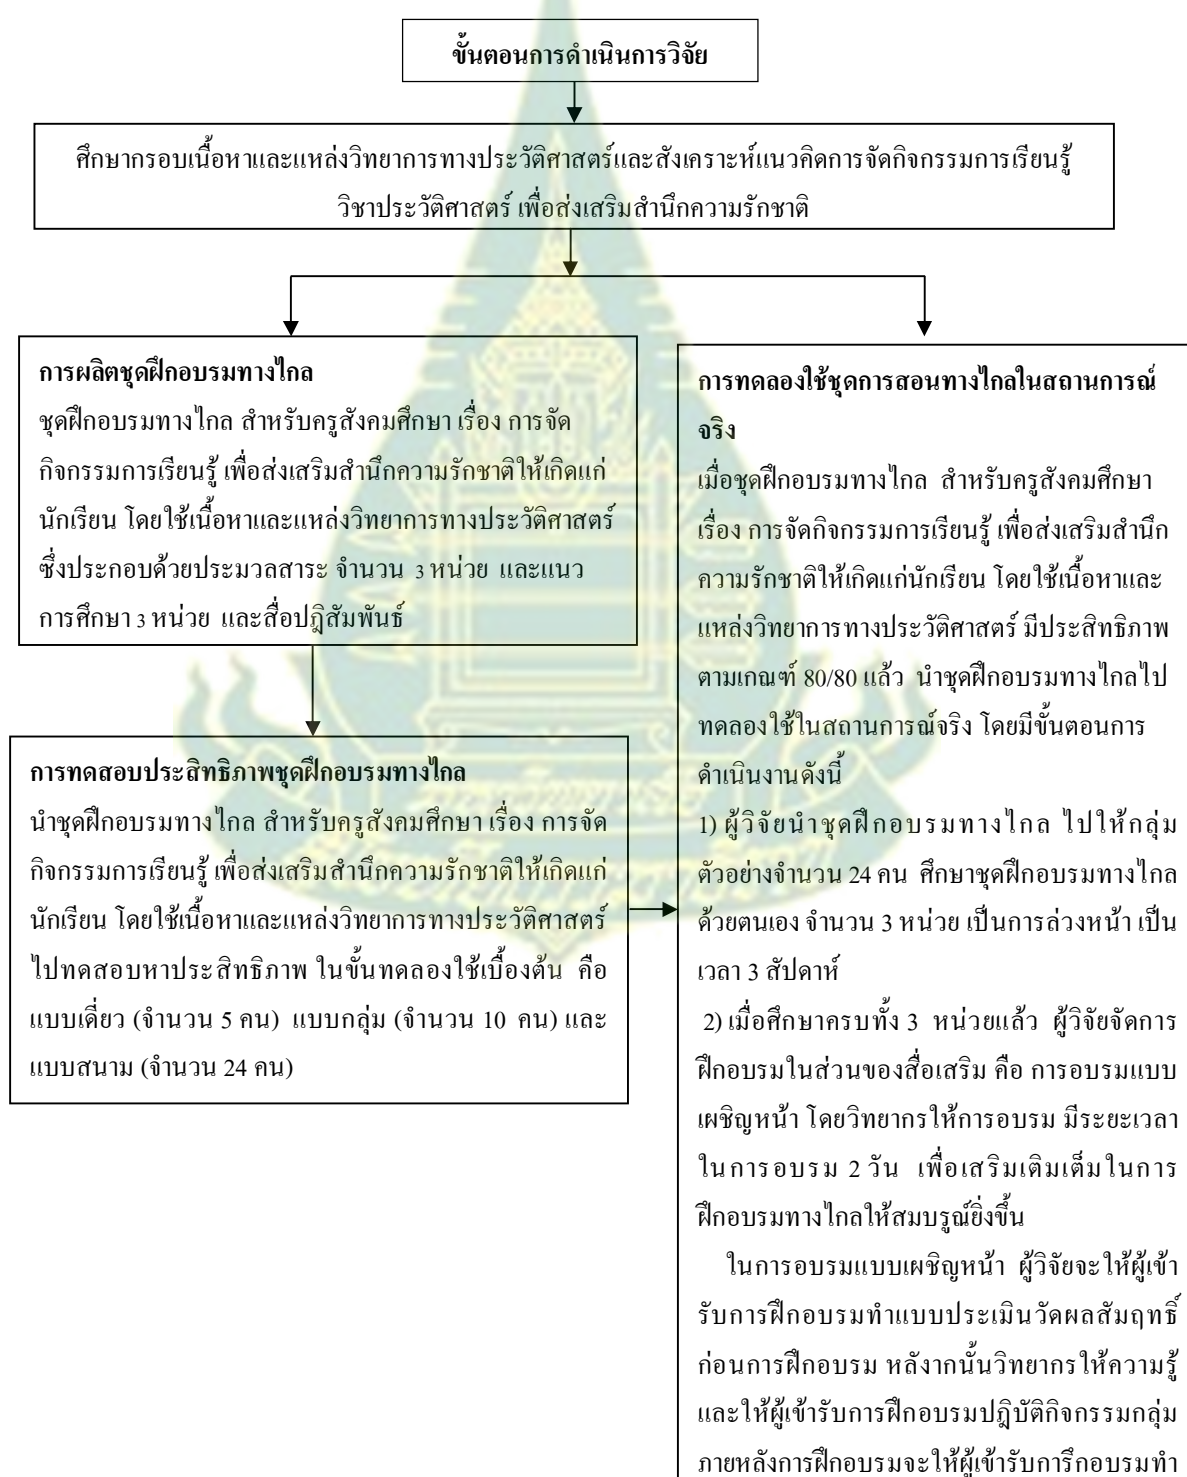 ขั้นตอนการดำเนินการวิจัย
ศึกษากรอบเนื้อหาและแหล่งวิทยาการทางประวัติศาสตร์และสังเคราะห์แนวคิดการจัดกิจกรรมการเรียนรู้
วิชาประวัติศาสตร์ เพื่อส่งเสริมสำนึกความรักชาติ
การผลิตชุดฝึกอบรมทางไกล
ชุดฝึกอบรมทางไกล สำหรับครูสังคมศึกษา เรื่อง การจัด
กิจกรรมการเรียนรู้ เพื่อส่งเสริมสำนึกความรักชาติให้เกิดแก่
นักเรียน โดยใช้เนื้อหาและแหล่งวิทยาการทางประวัติศาสตร์
ซึ่งประกอบด้วยประมวลสาระ จำนวน 3 หน่วย และแนว
การศึกษา 3 หน่วย และสื่อปฏิสัมพันธ์
การทดสอบประสิทธิภาพชุดฝึกอบรมทางไกล
นำชุดฝึกอบรมทางไกล สำหรับครูสังคมศึกษา เรื่อง การจัด
กิจกรรมการเรียนรู้ เพื่อส่งเสริมสำนึกความรักชาติให้เกิดแก่
นักเรียน โดยใช้เนื้อหาและแหล่งวิทยาการทางประวัติศาสตร์
ไปทดสอบหาประสิทธิภาพ ในขั้นทดลองใช้เบื้องต้น คือ
แบบเดี่ยว (จำนวน 5 คน) แบบกลุ่ม (จำนวน 10 คน) และ
แบบสนาม (จำนวน 24 คน)
การทดลองใช้ชุดการสอนทางไกลในสถานการณ์
จริง
เมื่อชุดฝึกอบรมทางไกล สำหรับครูสังคมศึกษา
เรื่อง การจัดกิจกรรมการเรียนรู้ เพื่อส่งเสริมสำนึก
ความรักชาติให้เกิดแก่นักเรียน โดยใช้เนื้อหาและ
แหล่งวิทยาการทางประวัติศาสตร์ มีประสิทธิภาพ
ตามเกณฑ์ 80/80 แล้ว นำชุดฝึกอบรมทางไกลไป
ทดลองใช้ในสถานการณ์จริง โดยมีขั้นตอนการ
ดำเนินงานดังนี้
1) ผู้วิจัยนำชุดฝึกอบรมทางไกล ไปให้กลุ่ม
ตัวอย่างจำนวน 24 คน ศึกษาชุดฝึกอบรมทางไกล
ด้วยตนเอง จำนวน 3 หน่วย เป็นการล่วงหน้า เป็น
เวลา 3 สัปดาห์
2) เมื่อศึกษาครบทั้ง 3 หน่วยแล้ว ผู้วิจัยจัดการ
ฝึกอบรมในส่วนของสื่อเสริม คือ การอบรมแบบ
เผชิญหน้า โดยวิทยากรให้การอบรม มีระยะเวลา
ในการอบรม 2 วัน เพื่อเสริมเติมเต็มในการ
ฝึกอบรมทางไกลให้สมบรูณ์ยิ่งขึ้น
ในการอบรมแบบเผชิญหน้า ผู้วิจัยจะให้ผู้เข้า
รับการฝึกอบรมทำแบบประเมินวัดผลสัมฤทธิ์
ก่อนการฝึกอบรม หลังากนั้นวิทยากรให้ความรู้
และให้ผู้เข้ารับการฝึกอบรมปฏิบัติกิจกรรมกลุ่ม
ภายหลังการฝึกอบรมจะให้ผู้เข้ารับการึกอบรมทำ